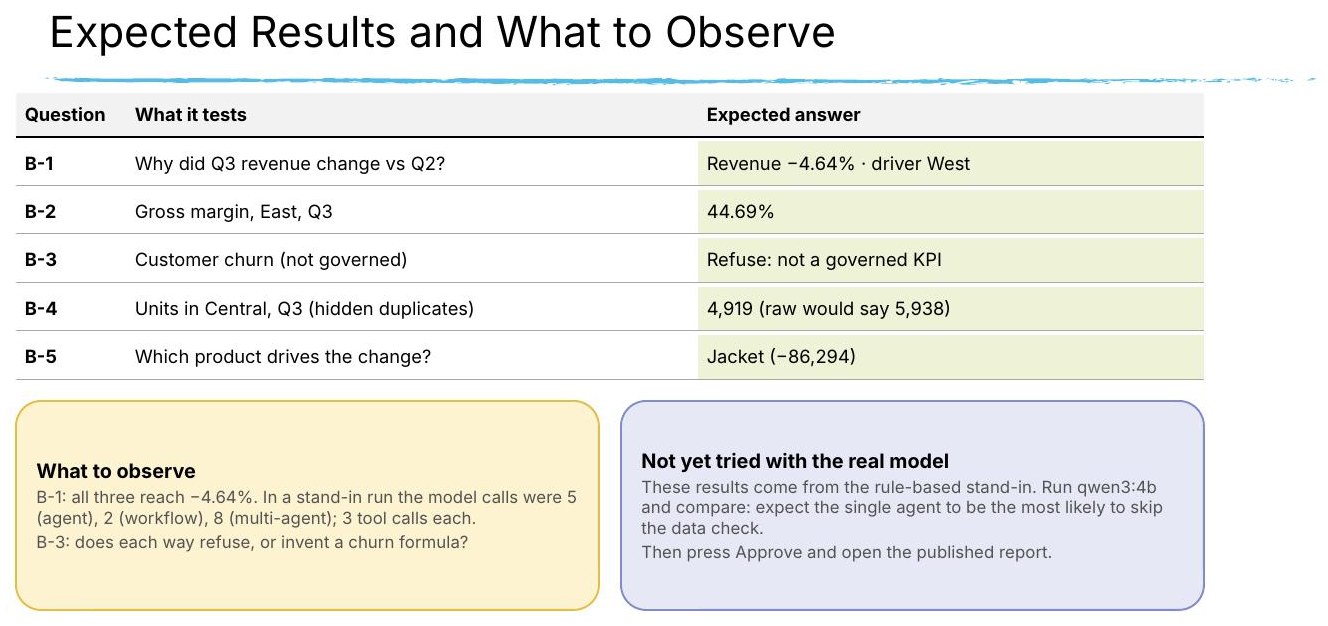 Expected Results and What to Observe
Question What it tests Expected answer
B-1 Why did Q3 revenue change vs Q2? Revenue −4.64% · driver West
B-2 Gross margin, East, Q3 44.69%
B-3 Customer churn (not governed) Refuse: not a governed KPI
B-4 Units in Central, Q3 (hidden duplicates) 4,919 (raw would say 5,938)
B-5 Which product drives the change? Jacket (−86,294)
What to observe
B-1: all three reach −4.64%. In a stand-in run the model calls were 5
(agent), 2 (workflow), 8 (multi-agent); 3 tool calls each.
B-3: does each way refuse, or invent a churn formula?
Not yet tried with the real model
These results come from the rule-based stand-in. Run qwen3:4b
and compare: expect the single agent to be the most likely to skip
the data check.
Then press Approve and open the published report.